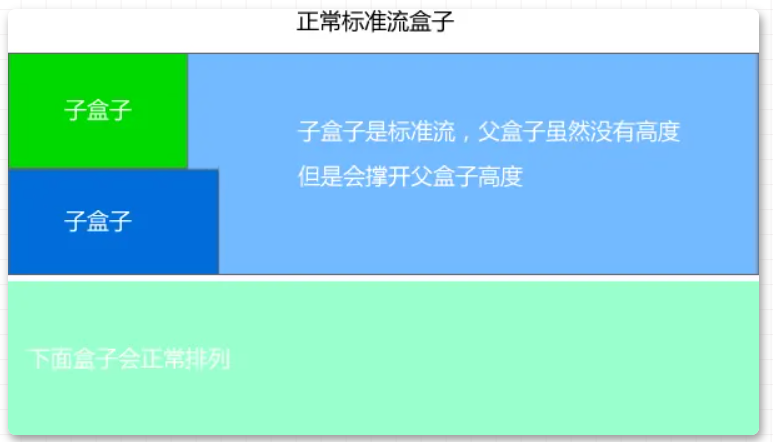 正常标准流盒子
子盒子
子盒子是标准流，父盒子虽然没有高度
但是会撑开父盒子高度
子盒子
下面盒子会正常排列